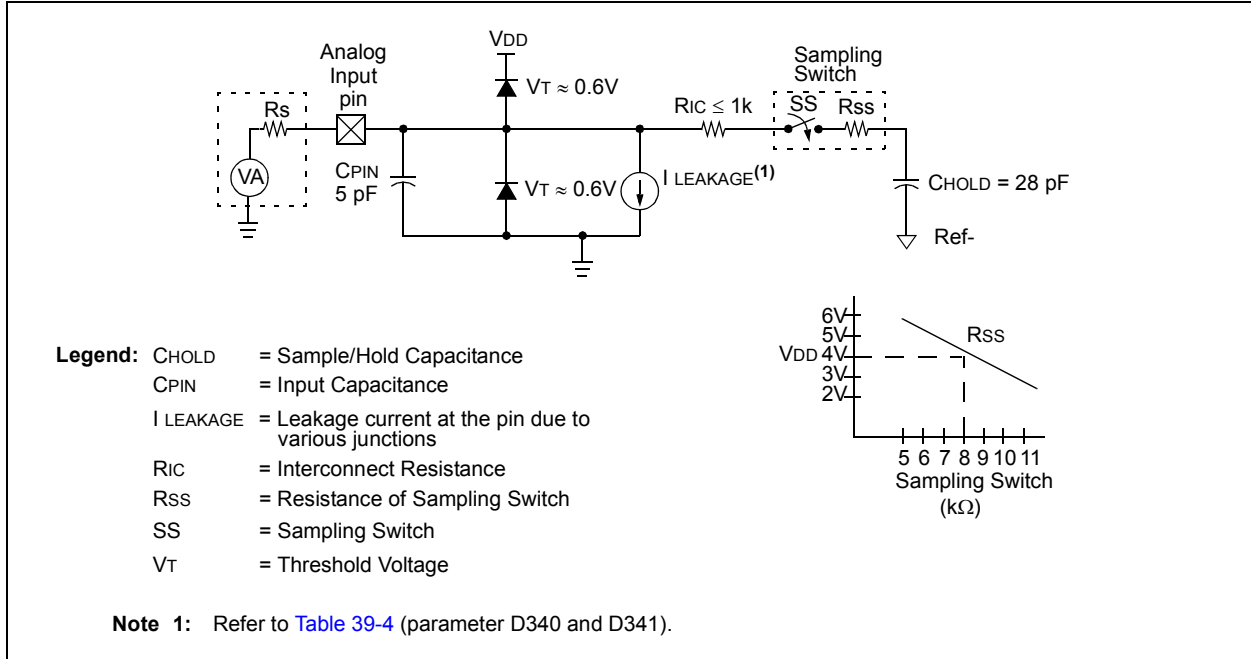 VDD
Analog
Input
pin
Sampling
Switch
VT ≈ 0.6V
Rs
RIC ≤ 1k
SS
Rss
VA
CPIN
5 pF
VT ≈ 0.6V
I LEAKAGE(1)
CHOLD = 28 pF
Ref-
6V
5V
VDD 4V
3V
2V
RSS
5 6 7 8 9 10 11
Sampling Switch
(kΩ)
Legend: CHOLD = Sample/Hold Capacitance
CPIN = Input Capacitance
I LEAKAGE = Leakage current at the pin due to
various junctions
RIC = Interconnect Resistance
RSS = Resistance of Sampling Switch
SS = Sampling Switch
VT = Threshold Voltage
Note 1: Refer to Table 39-4 (parameter D340 and D341).